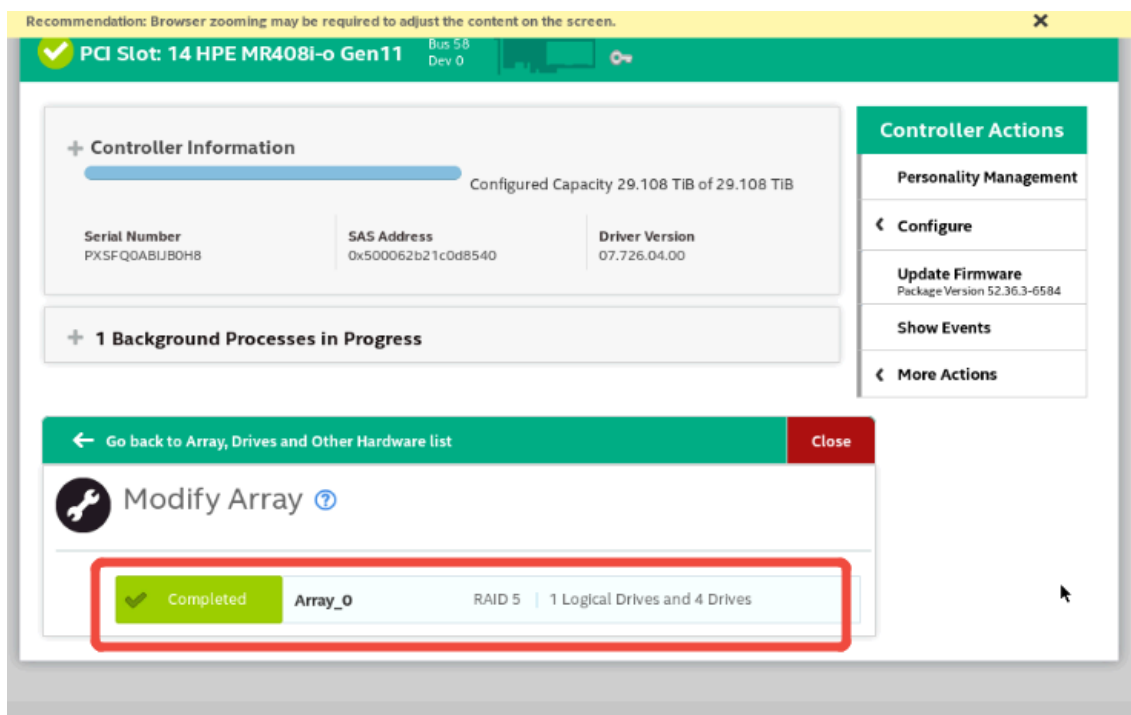 Recommendation: Browser zooming may be required to adjust the content on the screen.
PCI Slot: 14 HPE MR408i-o Gen11
Bus 58
Dev 0
Controller Information
Configured Capacity 29.108 TiB of 29.108 TiB
Serial Number
PXSFQ0ABIJB0H8
SAS Address
0x500062b21c0d8540
Driver Version
07.726.04.00
1 Background Processes in Progress
Controller Actions
Personality Management
Configure
Update Firmware
Package Version 52.36.3-6584
Show Events
More Actions
Go back to Array, Drives and Other Hardware list
Close
Modify Array
Completed
Array_0
RAID 5 | 1 Logical Drives and 4 Drives